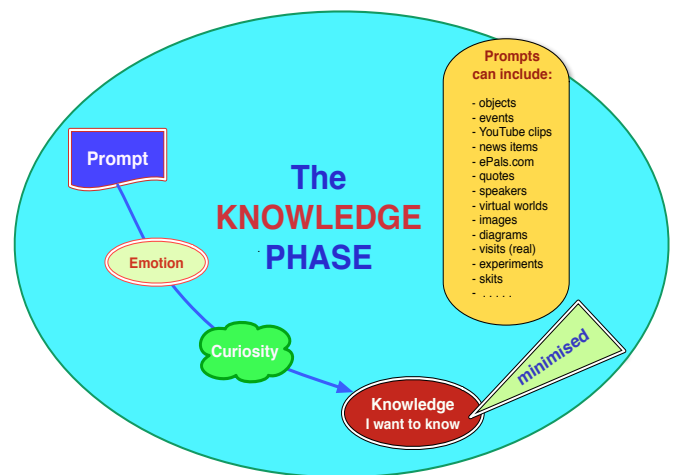 Prompt
Emotion
Curiosity
Knowledge
I want to know
minimised
The
KNOWLEDGE
PHASE
Prompts
can include:
- objects
- events
- YouTube clips
- news items
- ePals.com
- quotes
- speakers
- virtual worlds
- images
- diagrams
- visits (real)
- experiments
- skits
- . . . . .